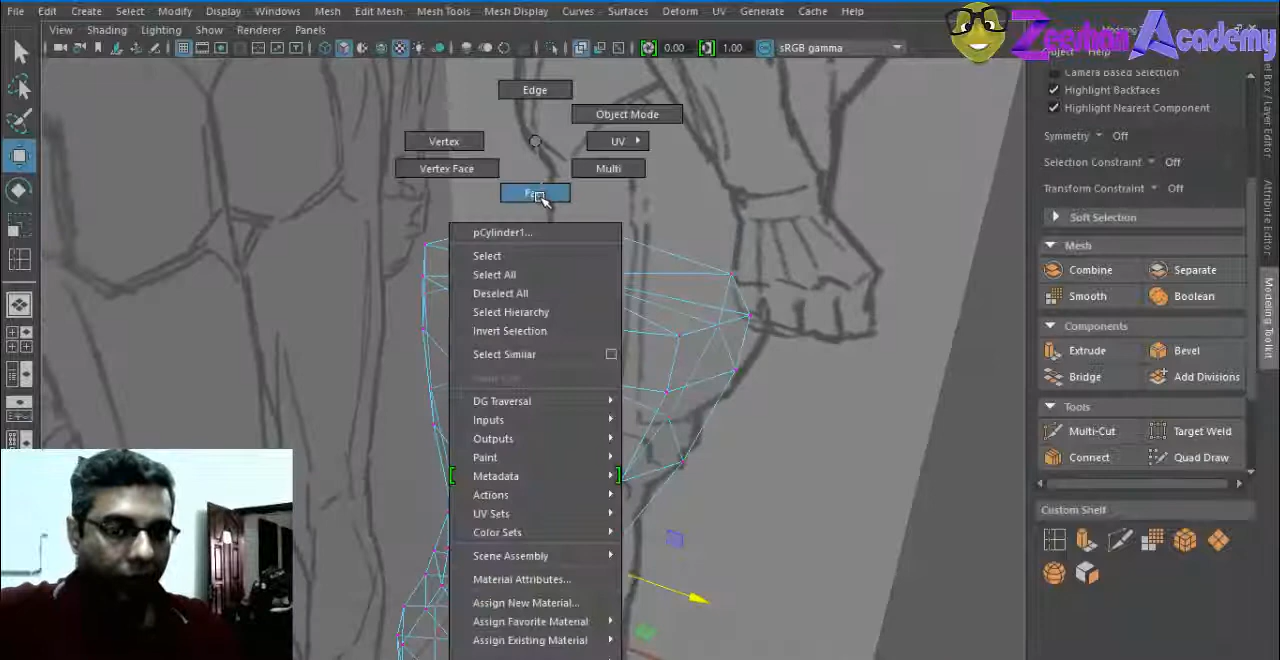 File Edit Create Select Modify Display Windows Mesh Edit Mesh Mesh Tools Mesh Display Curves Surfaces Deform UV Generate Cache Help
View Shading Lighting Show Renderer Panels
0.00 1.00 sRGB gamma
Zeeshan Academy
Object Help
Camera Based Selection
Highlight Backfaces
Highlight Nearest Component
Symmetry Off
Selection Constraint Off
Transform Constraint Off
Soft Selection
Mesh
Combine Separate
Smooth Boolean
Components
Extrude Bevel
Bridge Add Divisions
Tools
Multi-Cut Target Weld
Connect Quad Draw
Custom Shelf
Attribute Editor
Modeling Toolkit
Edge
Object Mode
Vertex UV
Vertex Face Multi
pCylinder1...
Select
Select All
Deselect All
Select Hierarchy
Invert Selection
Select Similar
DG Traversal
Inputs
Outputs
Paint
Metadata
Actions
UV Sets
Color Sets
Scene Assembly
Material Attributes...
Assign New Material...
Assign Favorite Material
Assign Existing Material